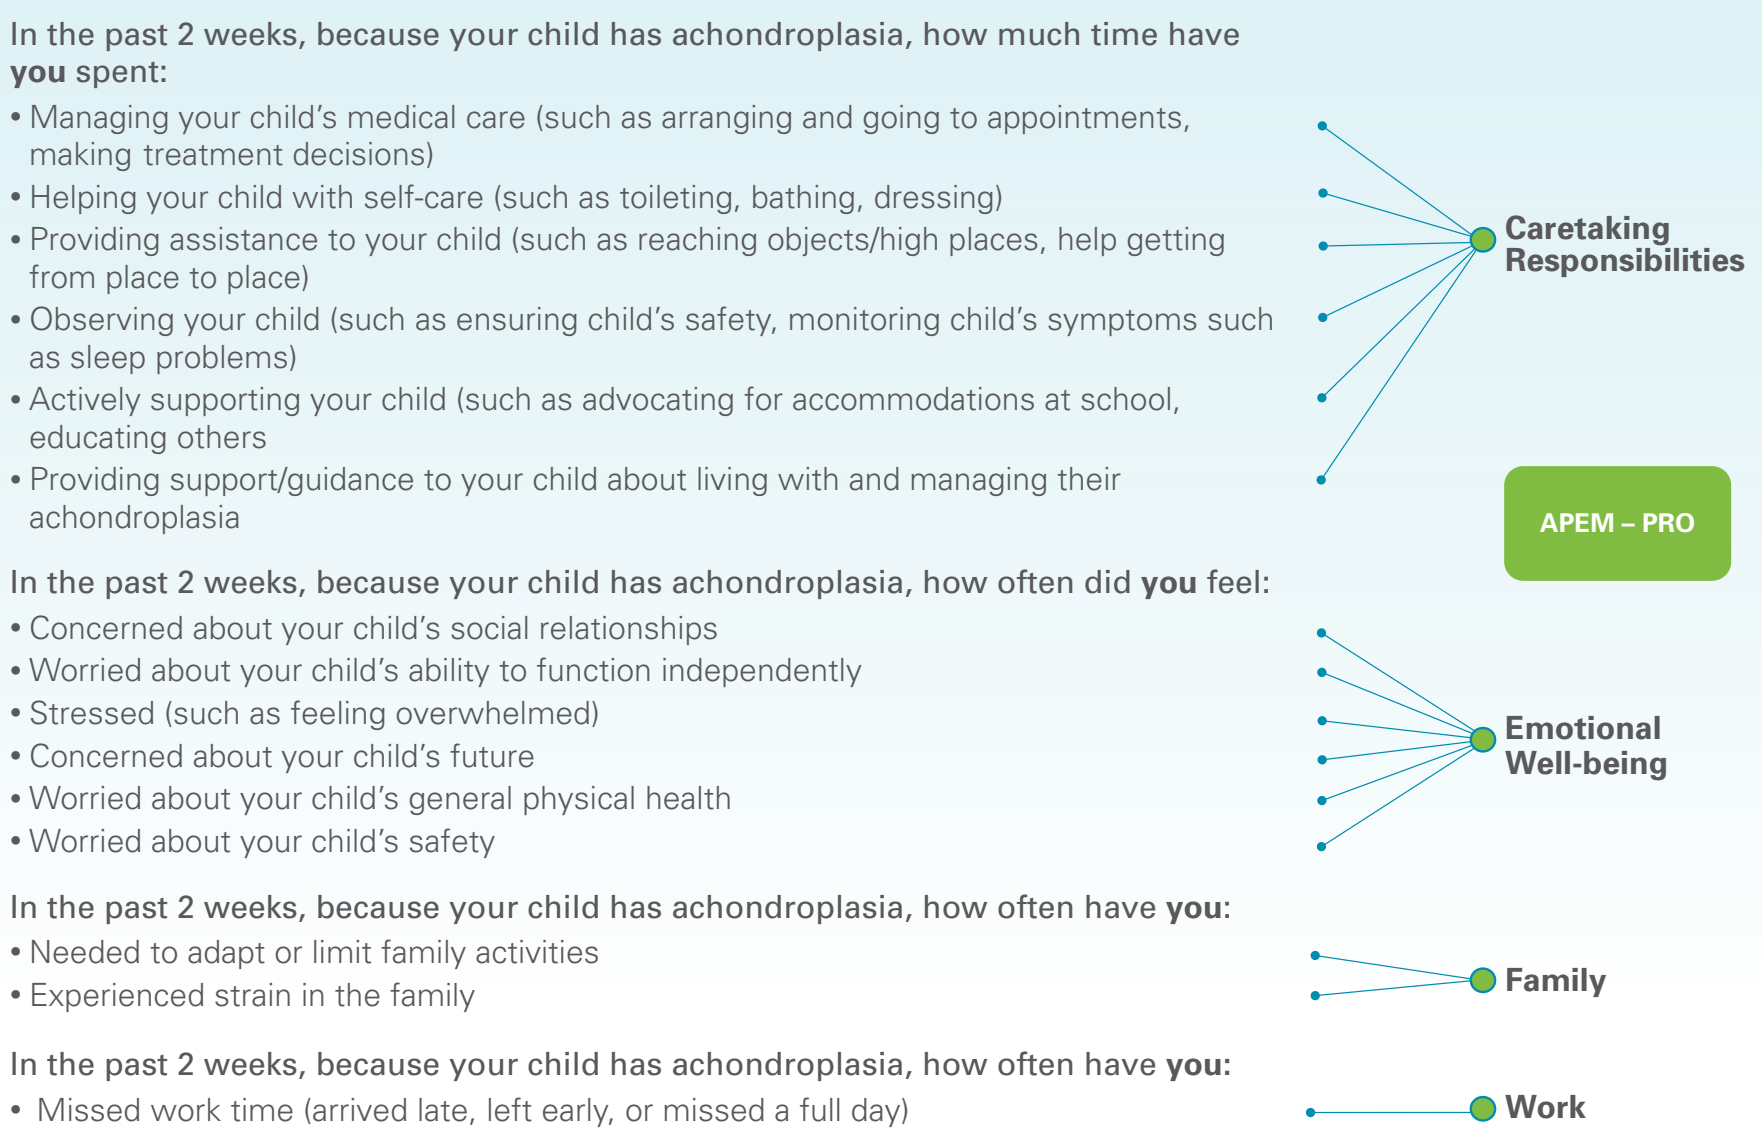 In the past 2 weeks, because your child has achondroplasia, how much time have
you spent:
• Managing your child’s medical care (such as arranging and going to appointments,
making treatment decisions)
• Helping your child with self-care (such as toileting, bathing, dressing)
• Providing assistance to your child (such as reaching objects/high places, help getting
from place to place)
• Observing your child (such as ensuring child’s safety, monitoring child’s symptoms such
as sleep problems)
• Actively supporting your child (such as advocating for accommodations at school,
educating others
• Providing support/guidance to your child about living with and managing their
achondroplasia
Caretaking
Responsibilities
APEM – PRO
In the past 2 weeks, because your child has achondroplasia, how often did you feel:
• Concerned about your child’s social relationships
• Worried about your child’s ability to function independently
• Stressed (such as feeling overwhelmed)
• Concerned about your child’s future
• Worried about your child’s general physical health
• Worried about your child’s safety
Emotional
Well-being
In the past 2 weeks, because your child has achondroplasia, how often have you:
• Needed to adapt or limit family activities
• Experienced strain in the family
Family
In the past 2 weeks, because your child has achondroplasia, how often have you:
• Missed work time (arrived late, left early, or missed a full day)
Work